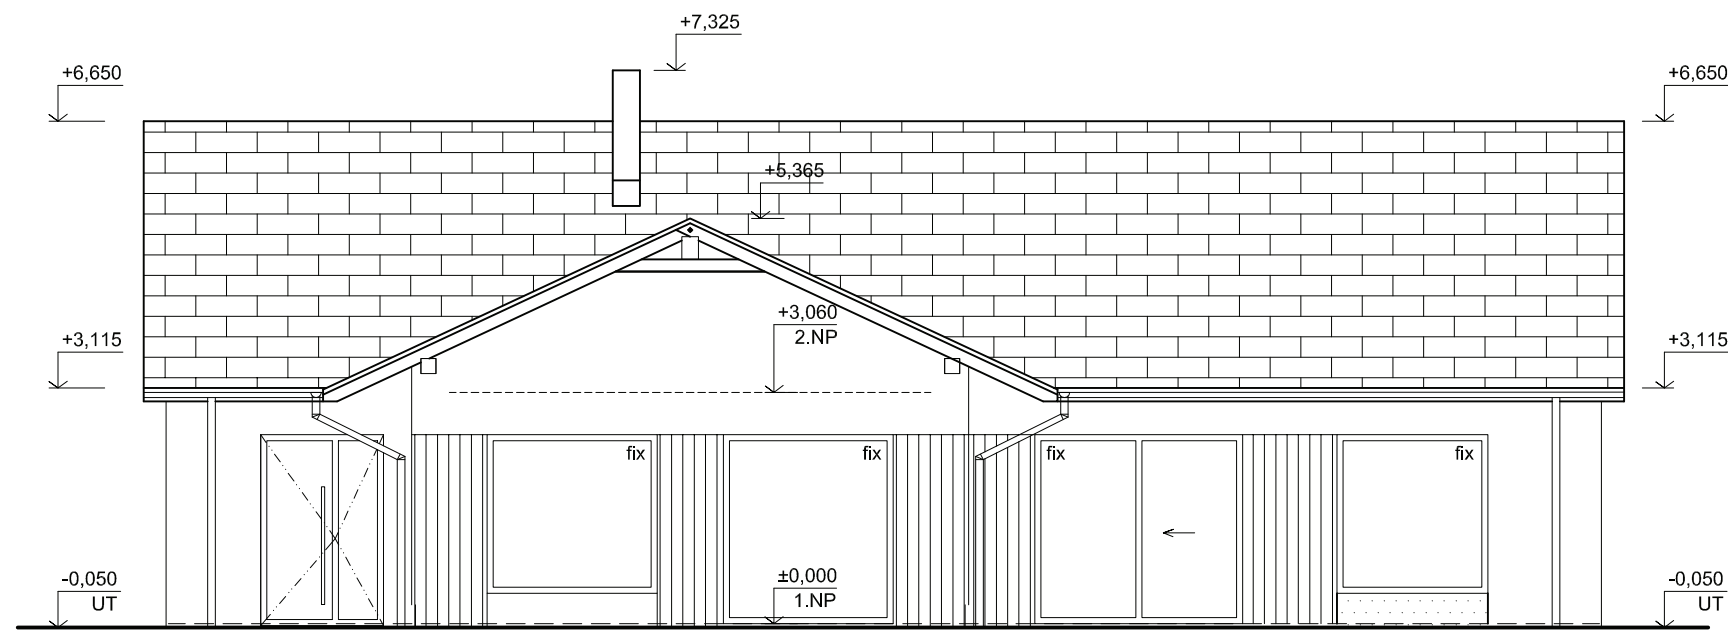 +7,325
+6,650
+6,650
+5,365
+3,060
2.NP
+3,115
+3,115
fix
fix
fix
fix
-0,050
UT
±0,000
1.NP
-0,050
UT